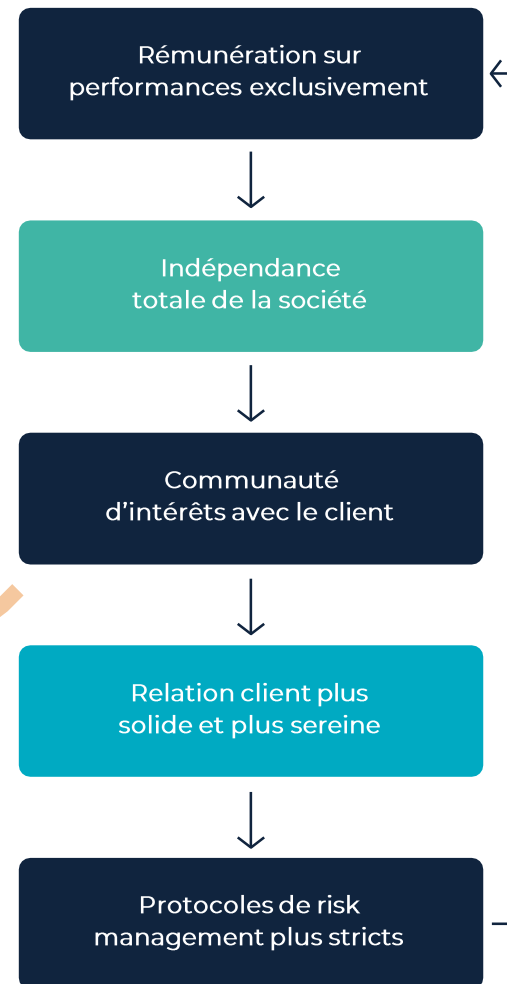 Rémunération sur
performances exclusivement
Indépendance
totale de la société
Communauté
d’intérêts avec le client
Relation client plus
solide et plus sereine
Protocoles de risk
management plus stricts